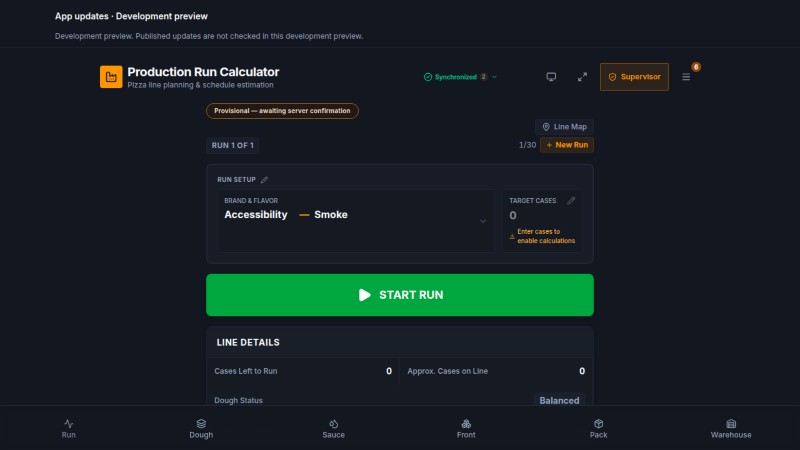 App updates · Development preview
Development preview. Published updates are not checked in this development preview.
Production Run Calculator
Pizza line planning & schedule estimation
Synchronized 2
Supervisor
6
Provisional — awaiting server confirmation
Line Map
RUN 1 OF 1
1/30
+ New Run
RUN SETUP
BRAND & FLAVOR
Accessibility — Smoke
TARGET CASES
0
Enter cases to
enable calculations
START RUN
LINE DETAILS
Cases Left to Run 0
Approx. Cases on Line 0
Dough Status Balanced
Run Dough Sauce Front Pack Warehouse